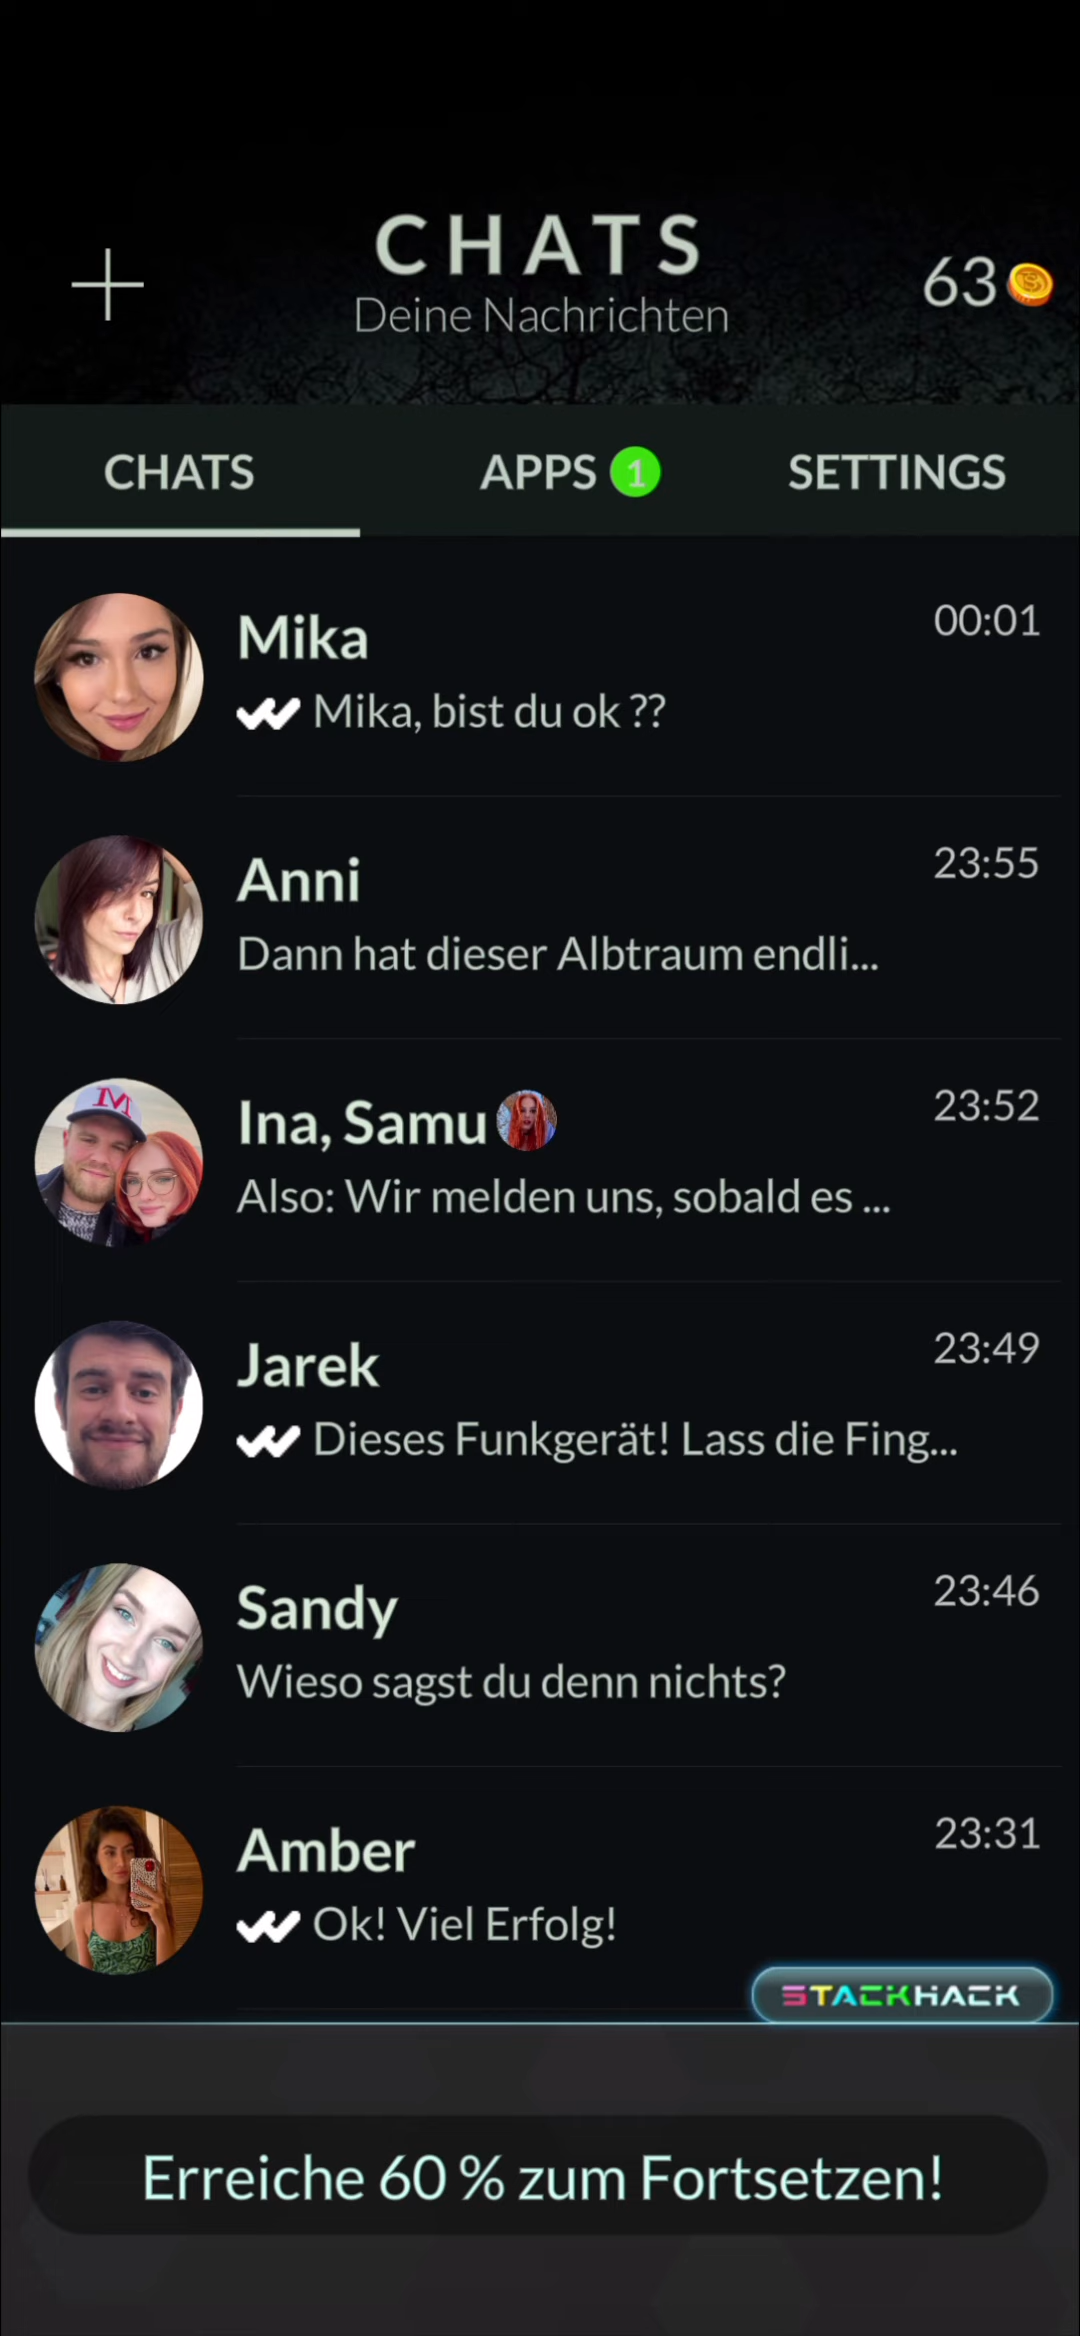 CHATS
Deine Nachrichten
63
CHATS
APPS 1
SETTINGS
Mika
00:01
Mika, bist du ok ??
Anni
23:55
Dann hat dieser Albtraum endli...
Ina, Samu
23:52
Also: Wir melden uns, sobald es ...
Jarek
23:49
Dieses Funkgerät! Lass die Fing...
Sandy
23:46
Wieso sagst du denn nichts?
Amber
23:31
Ok! Viel Erfolg!
STACKHACK
Erreiche 60 % zum Fortsetzen!